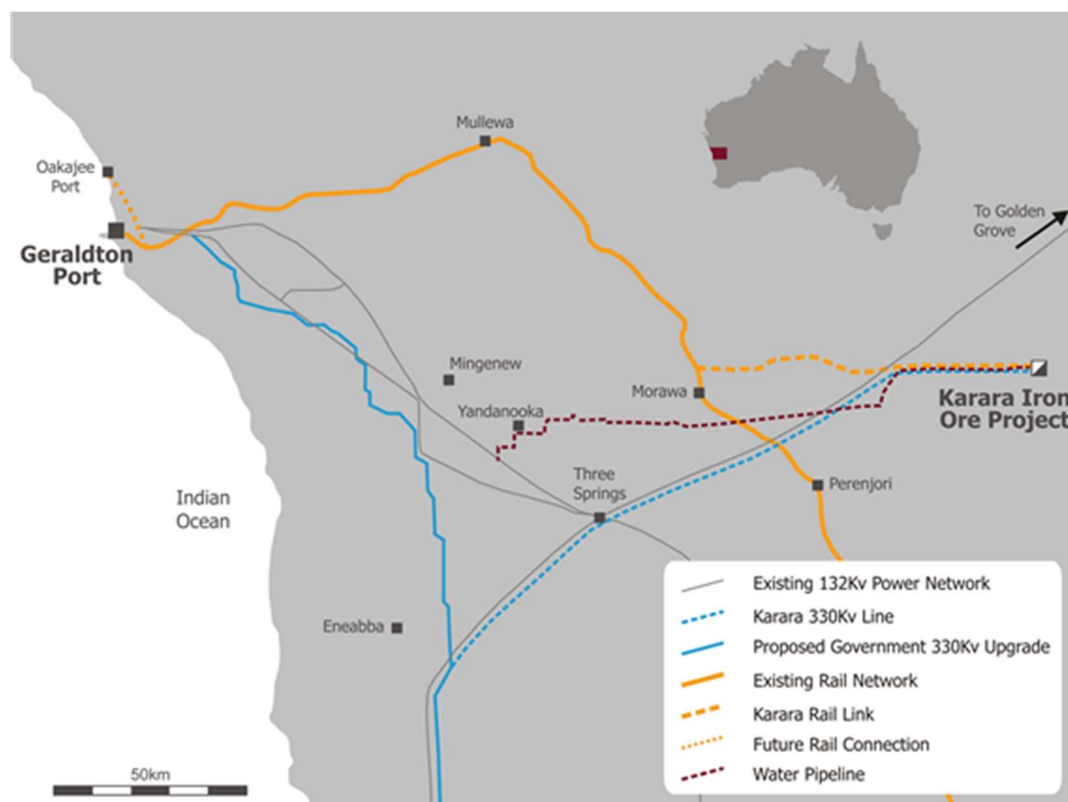 Mullewa
Oakajee
Port
To Golden
Grove
Geraldton
Port
Mingenew
Morawa
Karara Iron
Ore Project
Yandanooka
Three
Springs
Perenjori
Indian
Ocean
Eneabba
Existing 132Kv Power Network
Karara 330Kv Line
Proposed Government 330Kv Upgrade
Existing Rail Network
Karara Rail Link
Future Rail Connection
Water Pipeline
50km